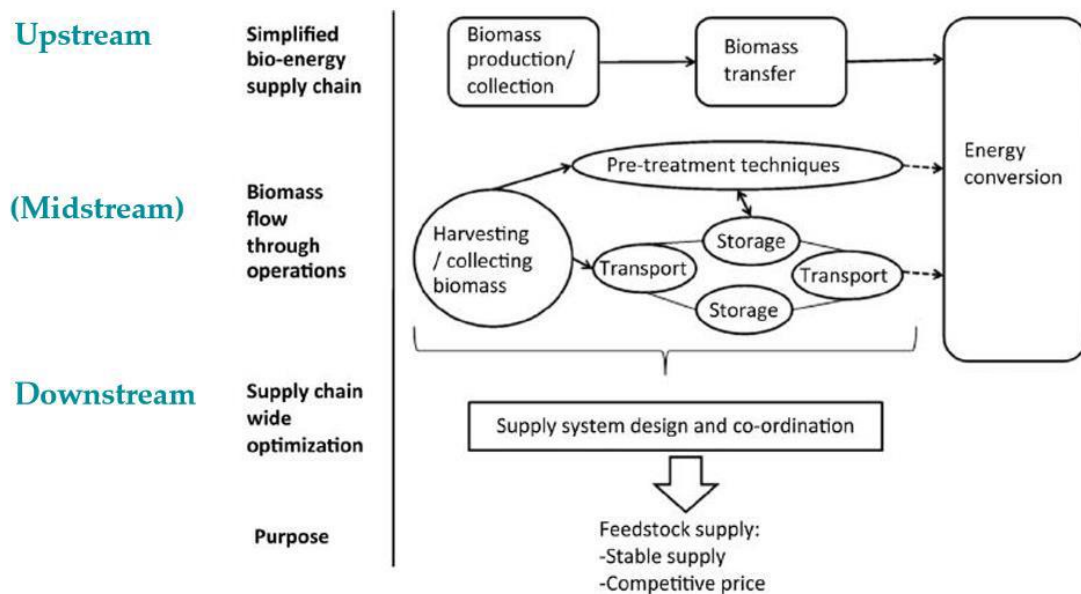 Upstream
Simplified
bio-energy
supply chain
Biomass
production/
collection
Biomass
transfer
Energy
conversion
(Midstream)
Biomass
flow
through
operations
Pre-treatment techniques
Harvesting
/ collecting
biomass
Storage
Transport
Transport
Storage
Downstream
Supply chain
wide
optimization
Supply system design and co-ordination
Purpose
Feedstock supply:
-Stable supply
-Competitive price